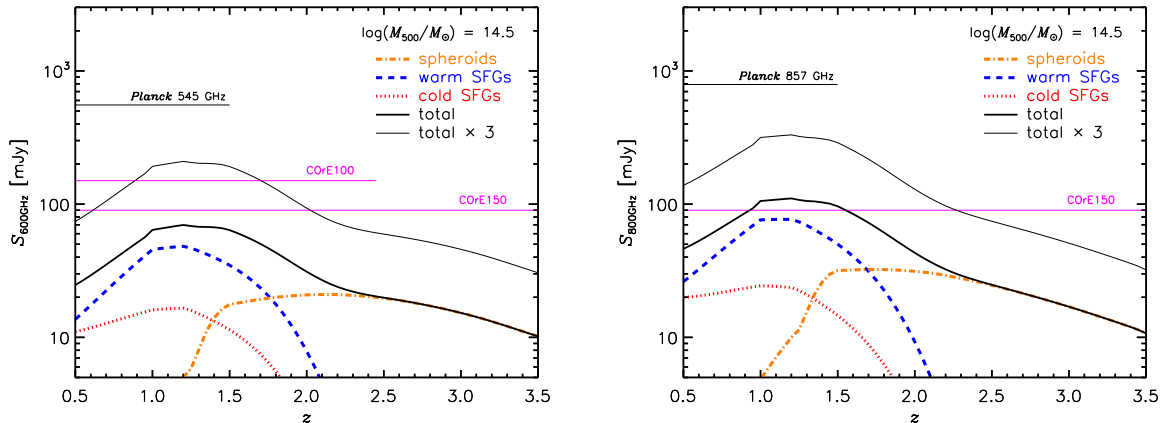 log(M500/M⊙) = 14.5
spheroids
warm SFGs
cold SFGs
total
total × 3
Planck 545 GHz
COrE100
COrE150
S600GHz [mJy]
10³
100
10
0.5 1.0 1.5 2.0 2.5 3.0 3.5
z
log(M500/M⊙) = 14.5
spheroids
warm SFGs
cold SFGs
total
total × 3
Planck 857 GHz
COrE150
S800GHz [mJy]
10³
100
10
0.5 1.0 1.5 2.0 2.5 3.0 3.5
z